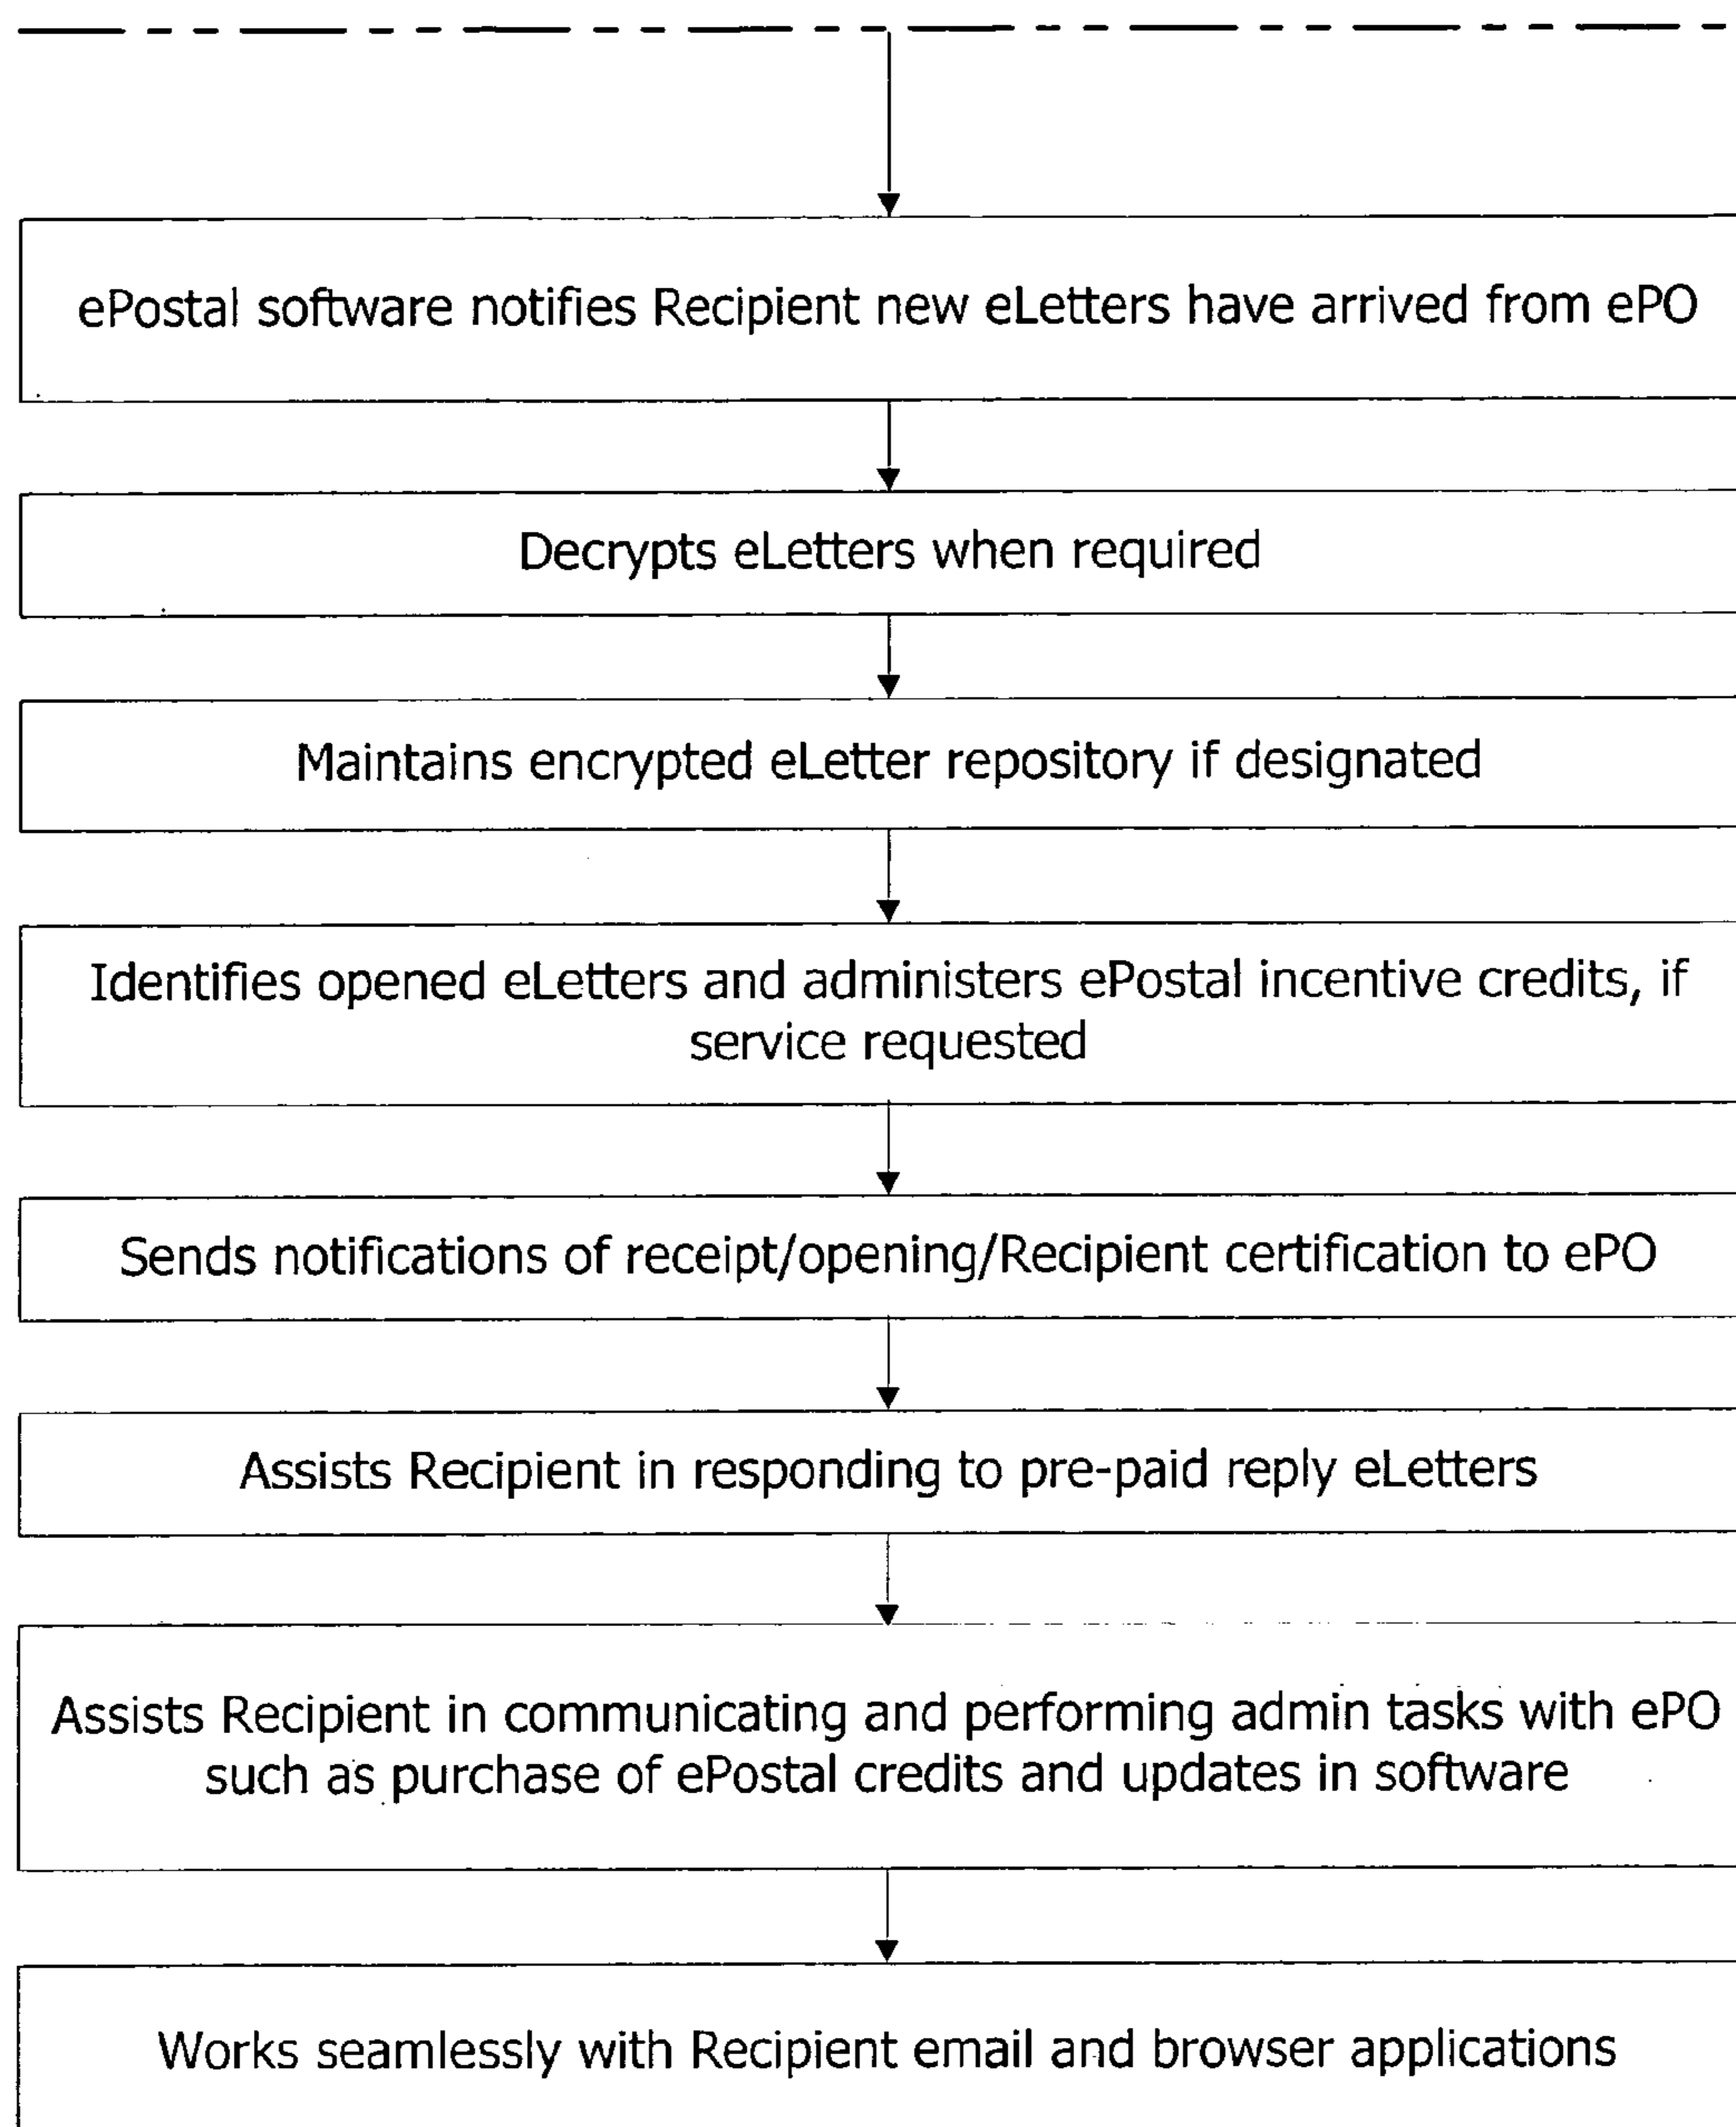 ePostal software notifies Recipient new eLetters have arrived from ePO
Decrypts eLetters when required
Maintains encrypted eLetter repository if designated
Identifies opened eLetters and administers ePostal incentive credits, if
service requested
Sends notifications of receipt/opening/Recipient certification to ePO
Assists Recipient in responding to pre-paid reply eLetters
Assists Recipient in communicating and performing admin tasks with ePO
such as purchase of ePostal credits and updates in software
Works seamlessly with Recipient email and browser applications